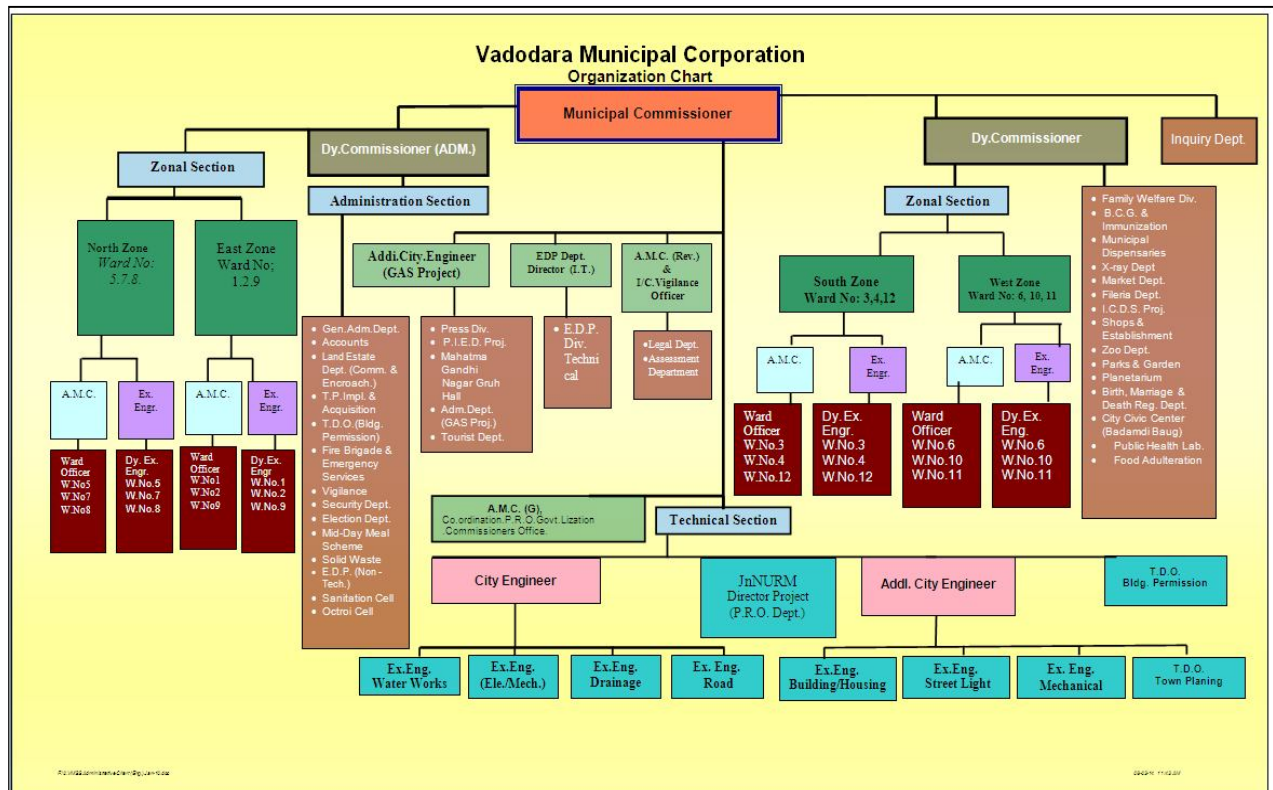 Vadodara Municipal Corporation
Organization Chart
Municipal Commissioner
Dy.Commissioner (ADM.)
Dy.Commissioner
Inquiry Dept.
Zonal Section
Administration Section
Zonal Section
North Zone
Ward No:
5.7.8.
East Zone
Ward No;
1.2.9
A.M.C.
Ex.
Engr.
A.M.C.
Ex.
Engr.
Ward
Officer
W.No5
W.No7
W.No8
Dy. Ex.
Engr.
W.No.5
W.No.7
W.No.8
Ward
Officer
W.No1
W.No2
W.No9
Dy.Ex.
Engr
W.No.1
W.No.2
W.No.9
• Gen.Adm.Dept.
• Accounts
• Land Estate
Dept. (Comm. &
Encroach.)
• T.P.Impl. &
Acquisition
• T.D.O.(Bldg.
Permission)
• Fire Brigade &
Emergency
Services
• Vigilance
• Security Dept.
• Election Dept.
• Mid-Day Meal
Scheme
• Solid Waste
• E.D.P. (Non -
Tech.)
• Sanitation Cell
• Octroi Cell
Addi.City.Engineer
(GAS Project)
EDP Dept.
Director (I.T.)
A.M.C. (Rev.)
&
I/C.Vigilance
Officer
• Press Div.
• P.I.E.D. Proj.
• Mahatma
Gandhi
Nagar Gruh
Hall
• Adm.Dept.
(GAS Proj.)
• Tourist Dept.
• E.D.P.
Div.
Techni
cal
•Legal Dept.
•Assessment
Department
South Zone
Ward No: 3,4,12
West Zone
Ward No: 6, 10, 11
A.M.C.
Ex.
Engr.
A.M.C.
Ex.
Engr.
Ward
Officer
W.No.3
W.No.4
W.No.12
Dy. Ex.
Engr.
W.No.3
W.No.4
W.No.12
Ward
Officer
W.No.6
W.No.10
W.No.11
Dy.Ex.
Eng.
W.No.6
W.No.10
W.No.11
• Family Welfare Div.
• B.C.G. &
Immunization
• Municipal
Dispensaries
• X-ray Dept
• Market Dept.
• Fileria Dept.
• I.C.D.S. Proj.
• Shops &
Establishment
• Zoo Dept.
• Parks & Garden
• Planetarium
• Birth, Marriage &
Death Reg. Dept.
• City Civic Center
(Badamdi Baug)
• Public Health Lab.
• Food Adulteration
A.M.C. (G),
Co.ordination.P.R.O.Govt.Lization
.Commissioners Office.
Technical Section
City Engineer
JnNURM
Director Project
(P.R.O. Dept.)
Addl. City Engineer
T.D.O.
Bldg. Permission
Ex.Eng.
Water Works
Ex.Eng.
(Ele./Mech.)
Ex.Eng.
Drainage
Ex. Eng.
Road
Ex.Eng.
Building/Housing
Ex.Eng.
Street Light
Ex. Eng.
Mechanical
T.D.O.
Town Planing